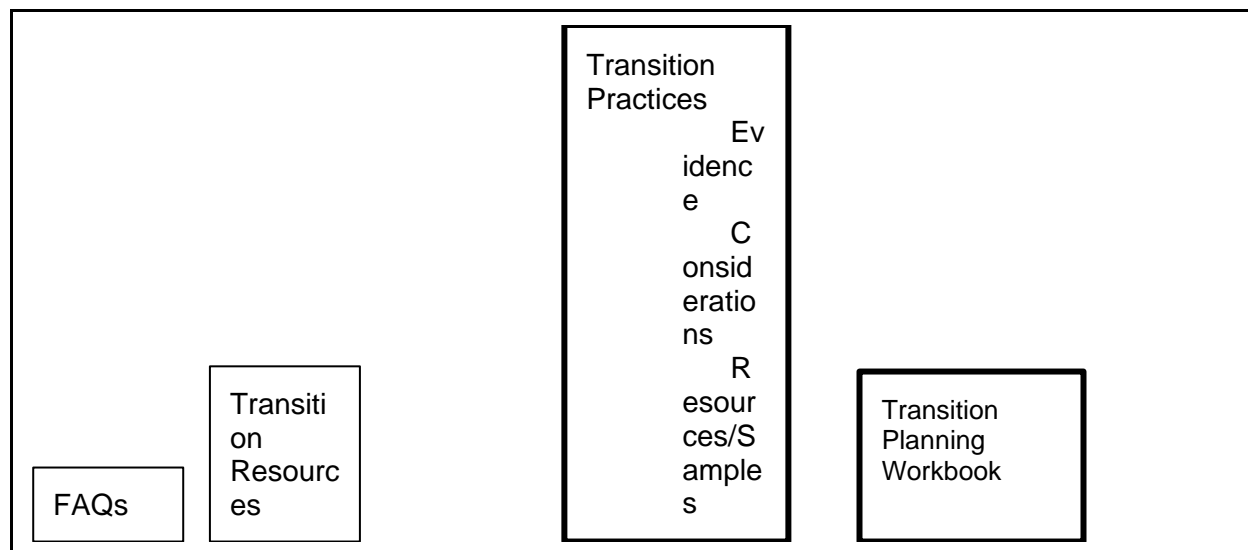 FAQs
Transiti
on
Resourc
es
Transition
Practices
Ev
idenc
e
C
onsid
eratio
ns
R
esour
ces/S
ample
s
Transition
Planning
Workbook